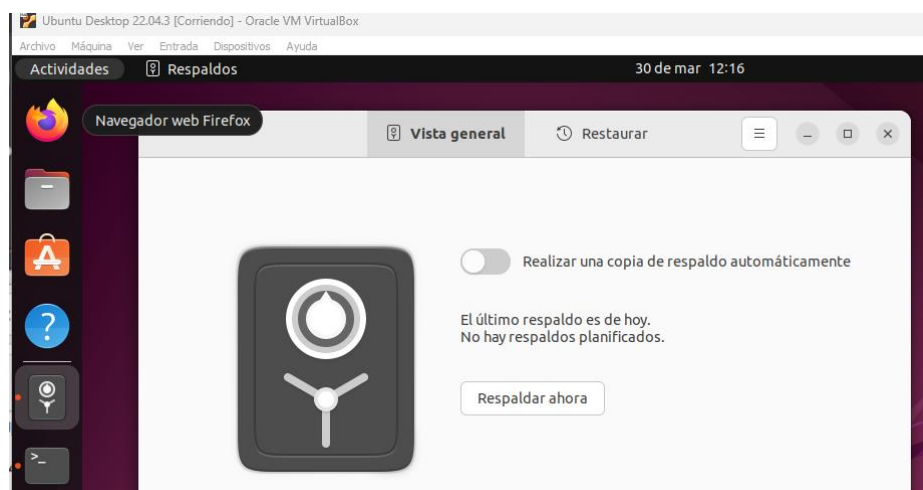 Ubuntu Desktop 22.04.3 [Corriendo] - Oracle VM VirtualBox
Archivo Máquina Ver Entrada Dispositivos Ayuda
Actividades Respaldos 30 de mar 12:16
Navegador web Firefox
Vista general Restaurar
Realizar una copia de respaldo automáticamente
El último respaldo es de hoy.
No hay respaldos planificados.
Respaldar ahora